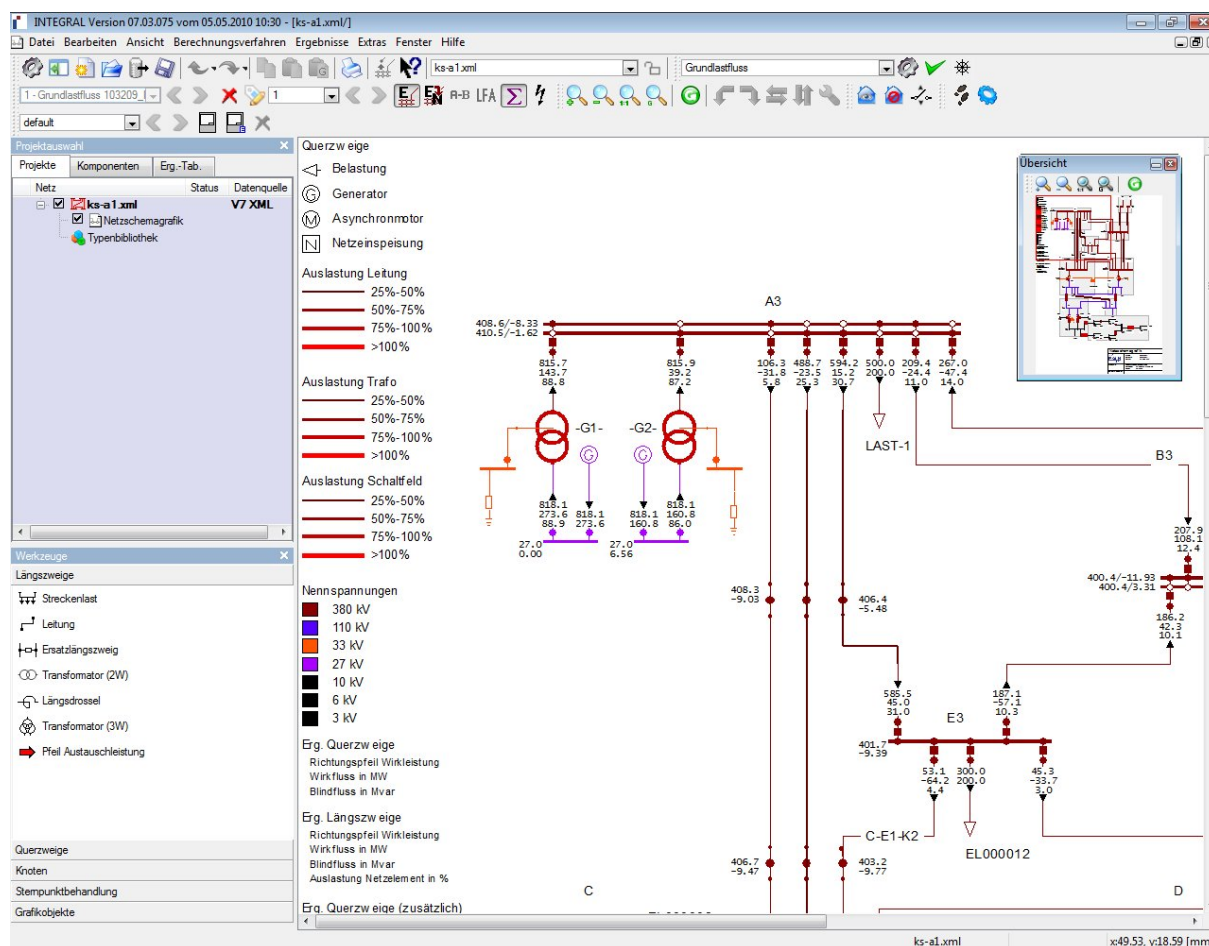 INTEGRAL Version 07.03.075 vom 05.05.2010 10:30 - [ks-a1.xml/]
Datei Bearbeiten Ansicht Berechnungsverfahren Ergebnisse Extras Fenster Hilfe
ks-a1.xml Grundlastfluss
1 - Grundlastfluss 103209_[ 1 A-B LFA Σ
default
Projektauswahl
Projekte Komponenten Erg.-Tab.
Netz Status Datenquelle
ks-a1.xml V7 XML
Netzschemagrafik
Typenbibliothek
Werkzeuge
Längszweige
Streckenlast
Leitung
Ersatzlängszweig
Transformator (2W)
Längsdrossel
Transformator (3W)
Pfeil Austauschleistung
Querzweige
Knoten
Sternpunktbehandlung
Grafikobjekte
Querzweige
Belastung
G Generator
M Asynchronmotor
N Netzeinspeisung
Auslastung Leitung
25%-50%
50%-75%
75%-100%
>100%
Auslastung Trafo
25%-50%
50%-75%
75%-100%
>100%
Auslastung Schaltfeld
25%-50%
50%-75%
75%-100%
>100%
Nennspannungen
380 kV
110 kV
33 kV
27 kV
10 kV
6 kV
3 kV
Erg. Querzweige
Richtungspfeil Wirkleistung
Wirkfluss in MW
Blindfluss in Mvar
Erg. Längszweige
Richtungspfeil Wirkleistung
Wirkfluss in MW
Blindfluss in Mvar
Auslastung Netzelement in %
Erg. Querzweige (zusätzlich)
Übersicht
A3
408.6/-8.33
410.5/-1.62
815.7 815.9 106.3 488.7 594.2 500.0 209.4 267.0
143.7 39.2 -31.8 -23.5 15.2 200.0 -24.4 -47.4
88.8 87.2 5.8 25.3 30.7 11.0 14.0
-G1- -G2-
G G
LAST-1
B3
818.1 818.1 818.1 818.1
273.6 273.6 160.8 160.8
88.9 86.0
27.0 27.0
0.00 6.56
207.9
108.1
12.4
400.4/-11.93
400.4/3.31
408.3 406.4
-9.03 -5.48
186.2
42.3
10.1
585.5 187.1
45.0 -57.1
31.0 10.3
E3
401.7
-9.39
53.1 300.0 45.3
-64.2 200.0 -33.7
4.4 3.0
C-E1-K2
EL000012
406.7 403.2
-9.47 -9.77
C D
ks-a1.xml x:49.53, y:18.59 [mm